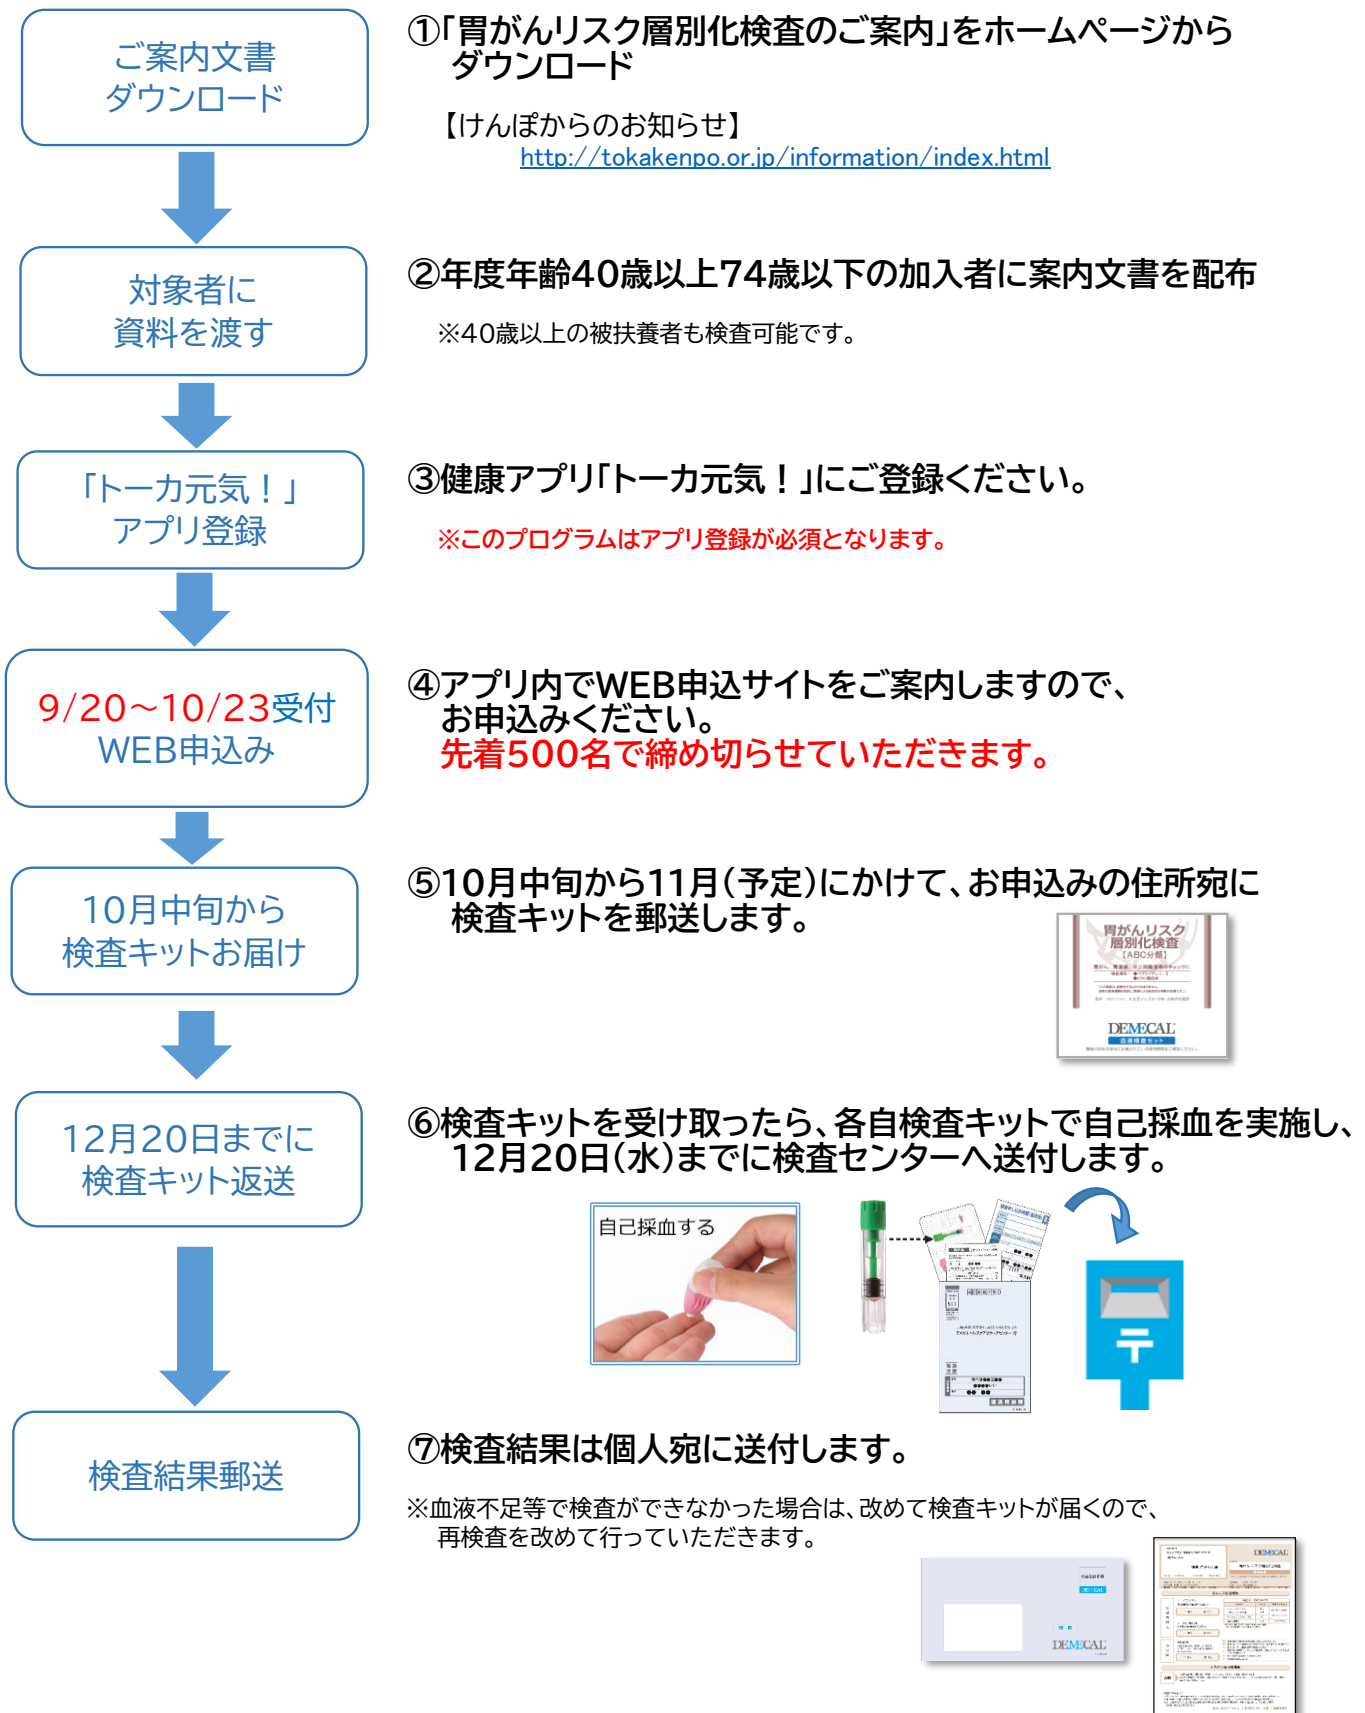 ご案内文書
ダウンロード
①「胃がんリスク層別化検査のご案内」をホームページから
ダウンロード
【けんぽからのお知らせ】
http://tokakenpo.or.jp/information/index.html
対象者に
資料を渡す
②年度年齢40歳以上74歳以下の加入者に案内文書を配布
※40歳以上の被扶養者も検査可能です。
「トーカ元気！」
アプリ登録
③健康アプリ「トーカ元気！」にご登録ください。
※このプログラムはアプリ登録が必須となります。
9/20～10/23受付
WEB申込み
④アプリ内でWEB申込サイトをご案内しますので、
お申込みください。
先着500名で締め切らせていただきます。
10月中旬から
検査キットお届け
⑤10月中旬から11月（予定）にかけて、お申込みの住所宛に
検査キットを郵送します。
胃がんリスク
層別化検査
【ABC分類】
DEMECAL
血液検査セット
12月20日までに
検査キット返送
⑥検査キットを受け取ったら、各自検査キットで自己採血を実施し、
12月20日（水）までに検査センターへ送付します。
自己採血する
〒
検査結果郵送
⑦検査結果は個人宛に送付します。
※血液不足等で検査ができなかった場合は、改めて検査キットが届くので、
再検査を改めて行っていただきます。
DEMECAL
DEMECAL
DEMECAL